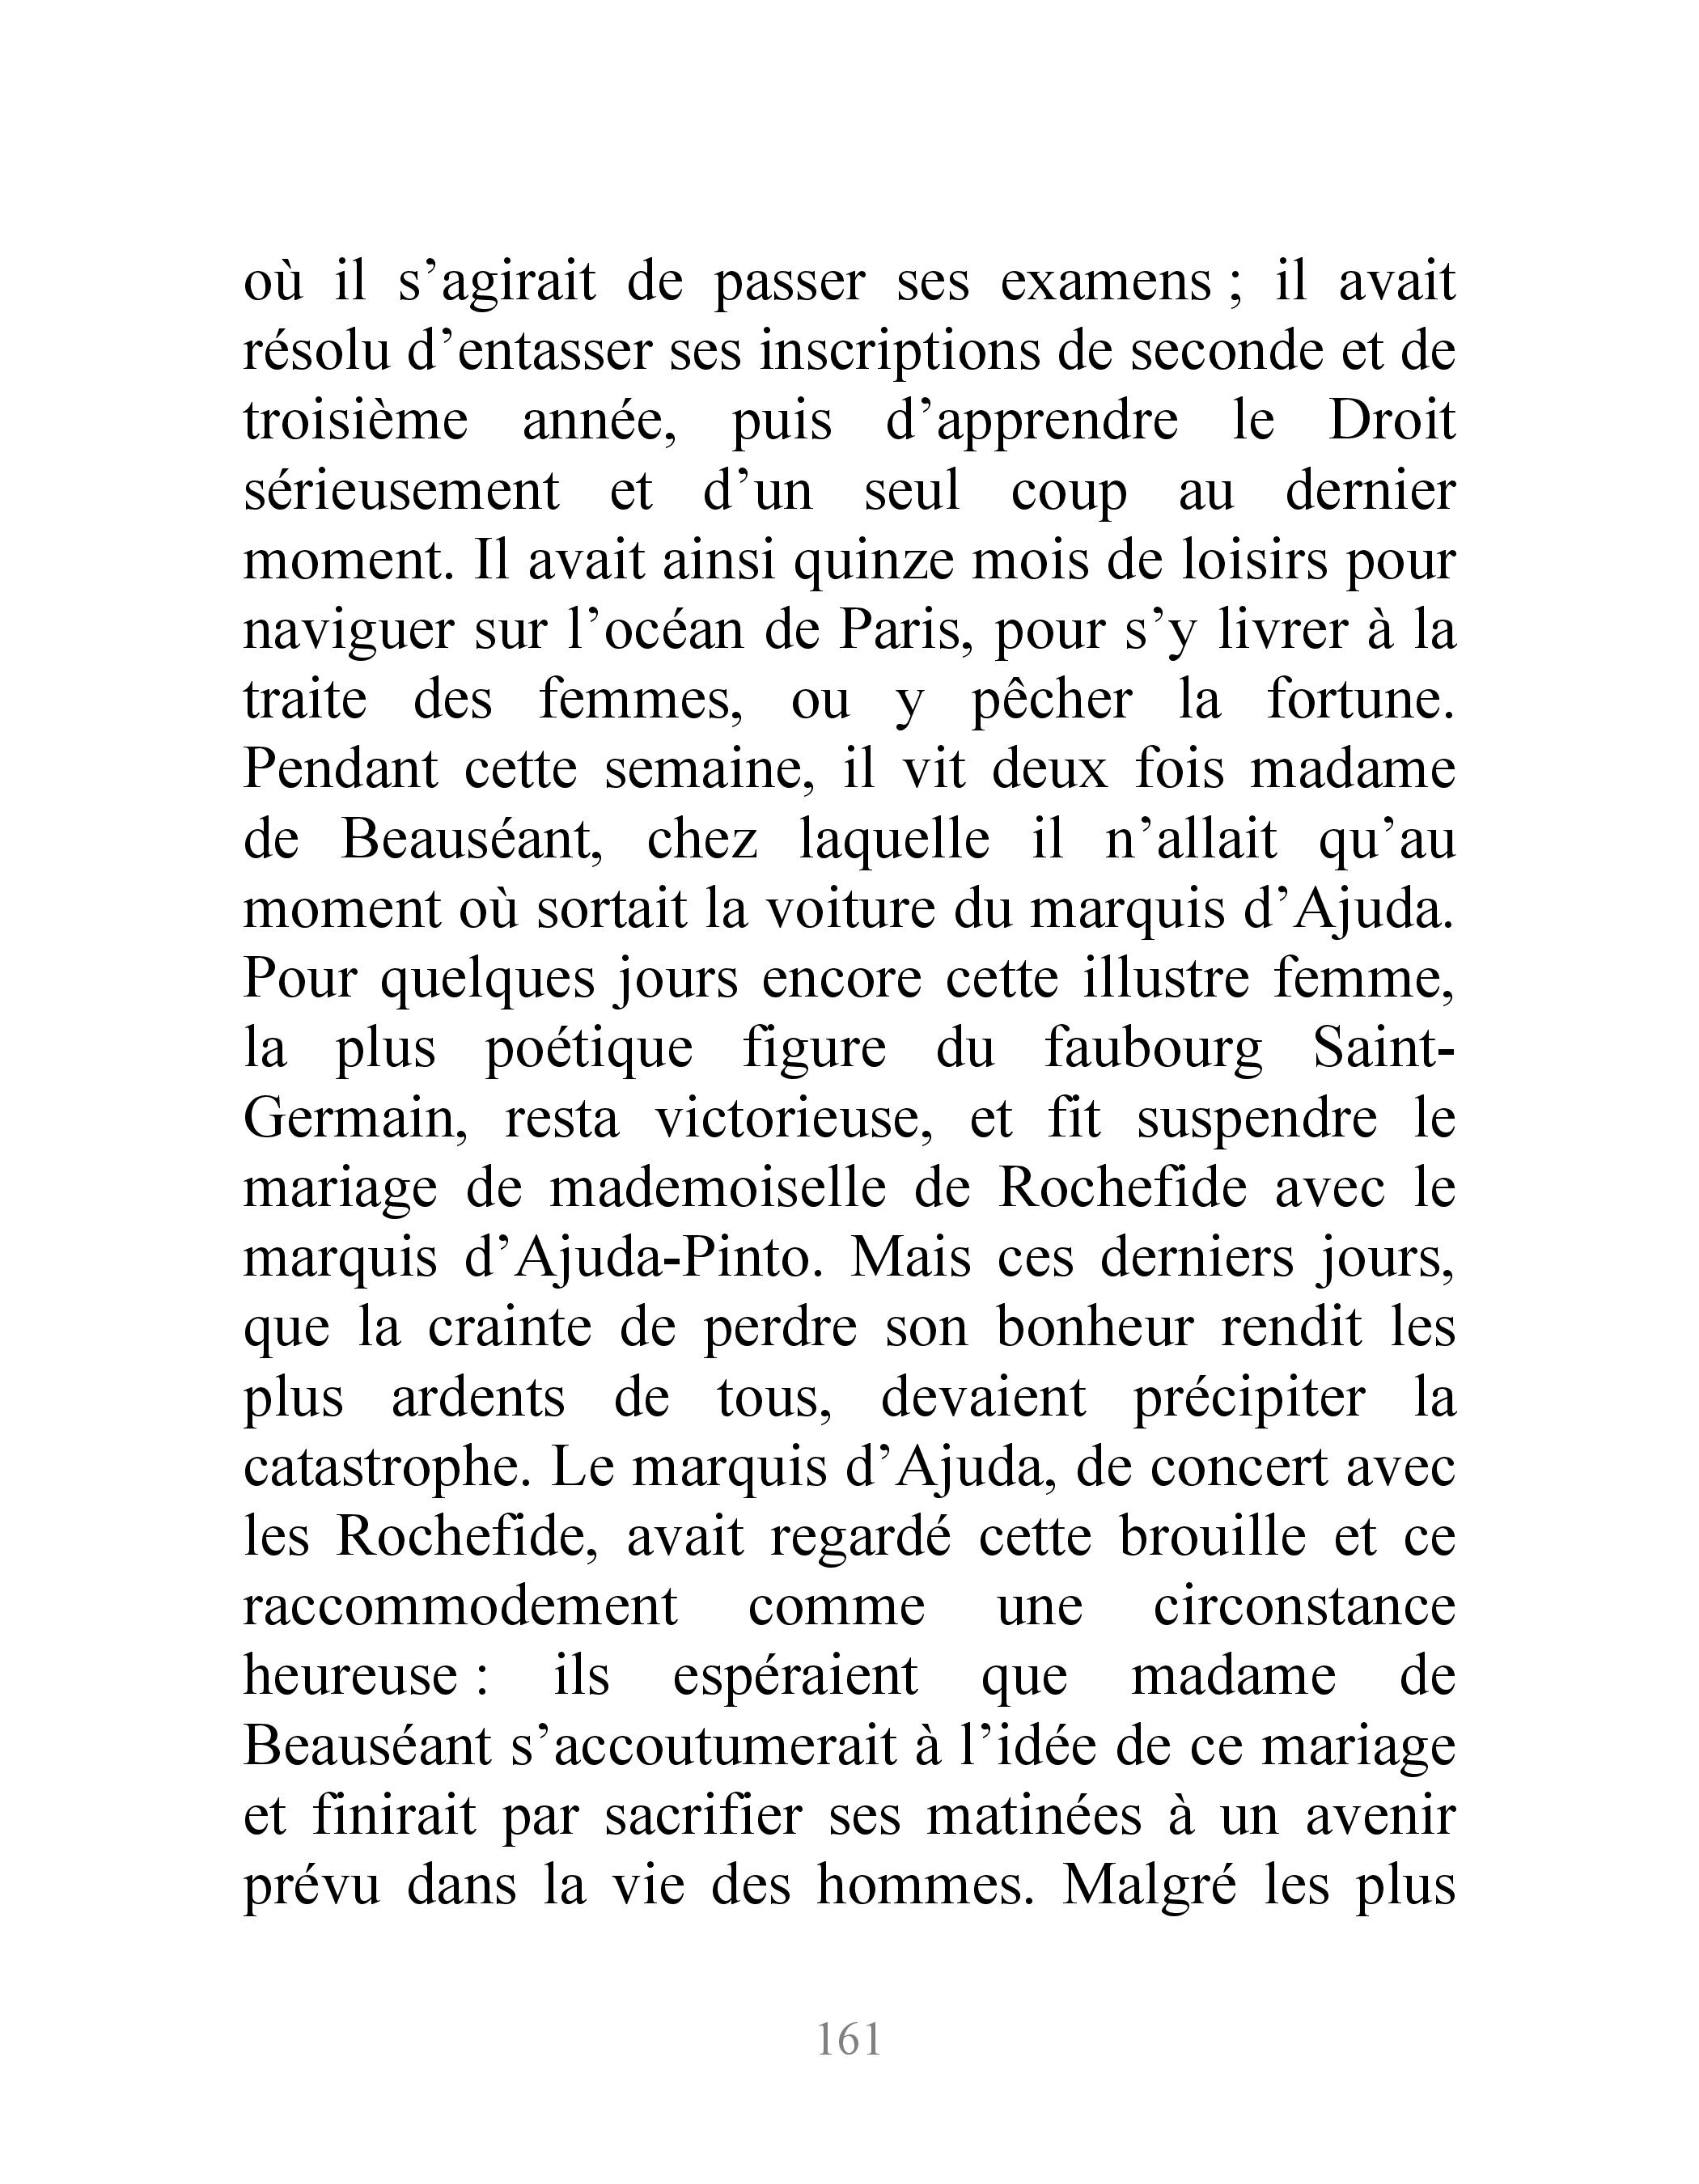 où il s’agirait de passer ses examens ; il avait
résolu d’entasser ses inscriptions de seconde et de
troisième année, puis d’apprendre le Droit
sérieusement et d’un seul coup au dernier
moment. Il avait ainsi quinze mois de loisirs pour
naviguer sur l’océan de Paris, pour s’y livrer à la
traite des femmes, ou y pêcher la fortune.
Pendant cette semaine, il vit deux fois madame
de Beauséant, chez laquelle il n’allait qu’au
moment où sortait la voiture du marquis d’Ajuda.
Pour quelques jours encore cette illustre femme,
la plus poétique figure du faubourg Saint-
Germain, resta victorieuse, et fit suspendre le
mariage de mademoiselle de Rochefide avec le
marquis d’Ajuda-Pinto. Mais ces derniers jours,
que la crainte de perdre son bonheur rendit les
plus ardents de tous, devaient précipiter la
catastrophe. Le marquis d’Ajuda, de concert avec
les Rochefide, avait regardé cette brouille et ce
raccommodement comme une circonstance
heureuse : ils espéraient que madame de
Beauséant s’accoutumerait à l’idée de ce mariage
et finirait par sacrifier ses matinées à un avenir
prévu dans la vie des hommes. Malgré les plus
161